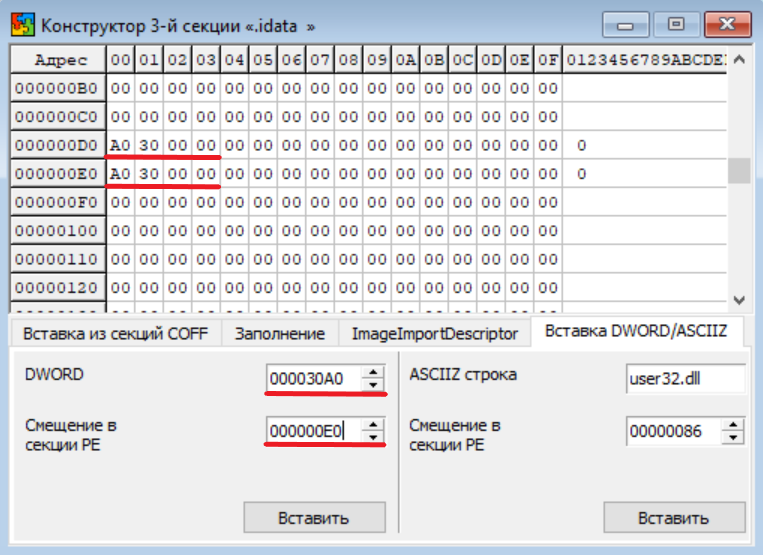 Конструктор 3-й секции «.idata  »
Адрес 00 01 02 03 04 05 06 07 08 09 0A 0B 0C 0D 0E 0F 0123456789ABCDE
000000B0 00 00 00 00 00 00 00 00 00 00 00 00 00 00 00 00
000000C0 00 00 00 00 00 00 00 00 00 00 00 00 00 00 00 00
000000D0 A0 30 00 00 00 00 00 00 00 00 00 00 00 00 00 00 0
000000E0 A0 30 00 00 00 00 00 00 00 00 00 00 00 00 00 00 0
000000F0 00 00 00 00 00 00 00 00 00 00 00 00 00 00 00 00
00000100 00 00 00 00 00 00 00 00 00 00 00 00 00 00 00 00
00000110 00 00 00 00 00 00 00 00 00 00 00 00 00 00 00 00
00000120 00 00 00 00 00 00 00 00 00 00 00 00 00 00 00 00
Вставка из секций COFF Заполнение ImageImportDescriptor Вставка DWORD/ASCIIZ
DWORD 000030A0 ASCIIZ строка user32.dll
Смещение в 000000E0 Смещение в 00000086
секции PE секции PE
Вставить Вставить